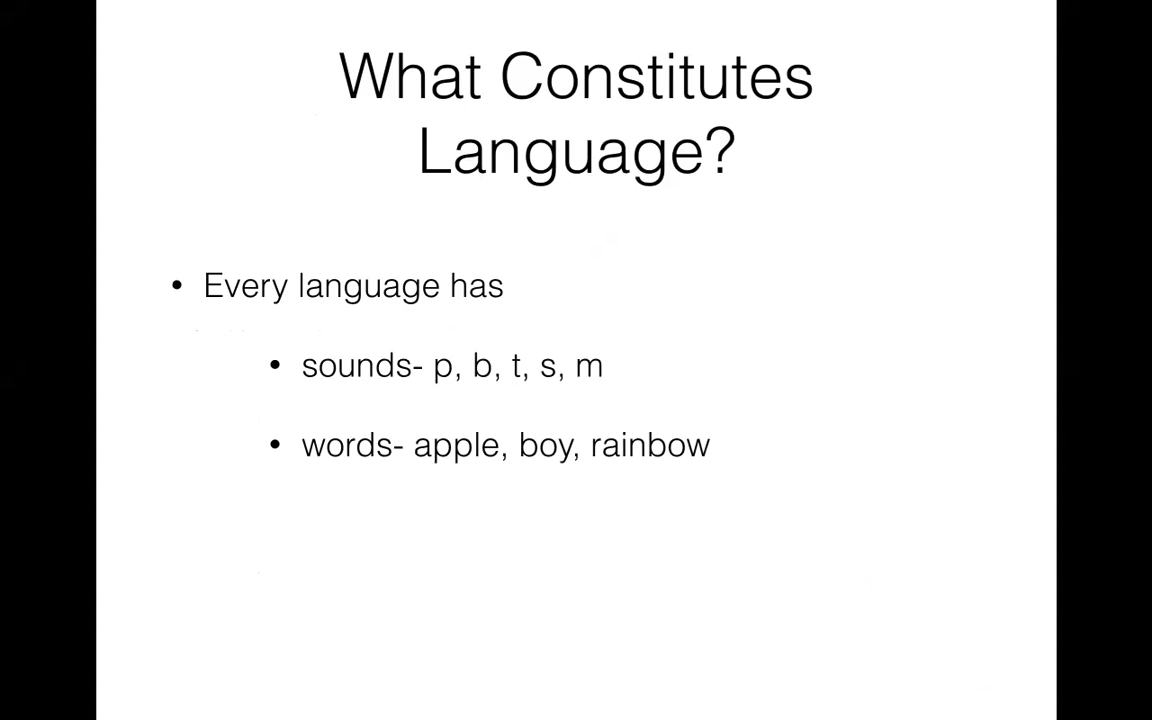 What Constitutes
Language?
• Every language has
• sounds- p, b, t, s, m
• words- apple, boy, rainbow